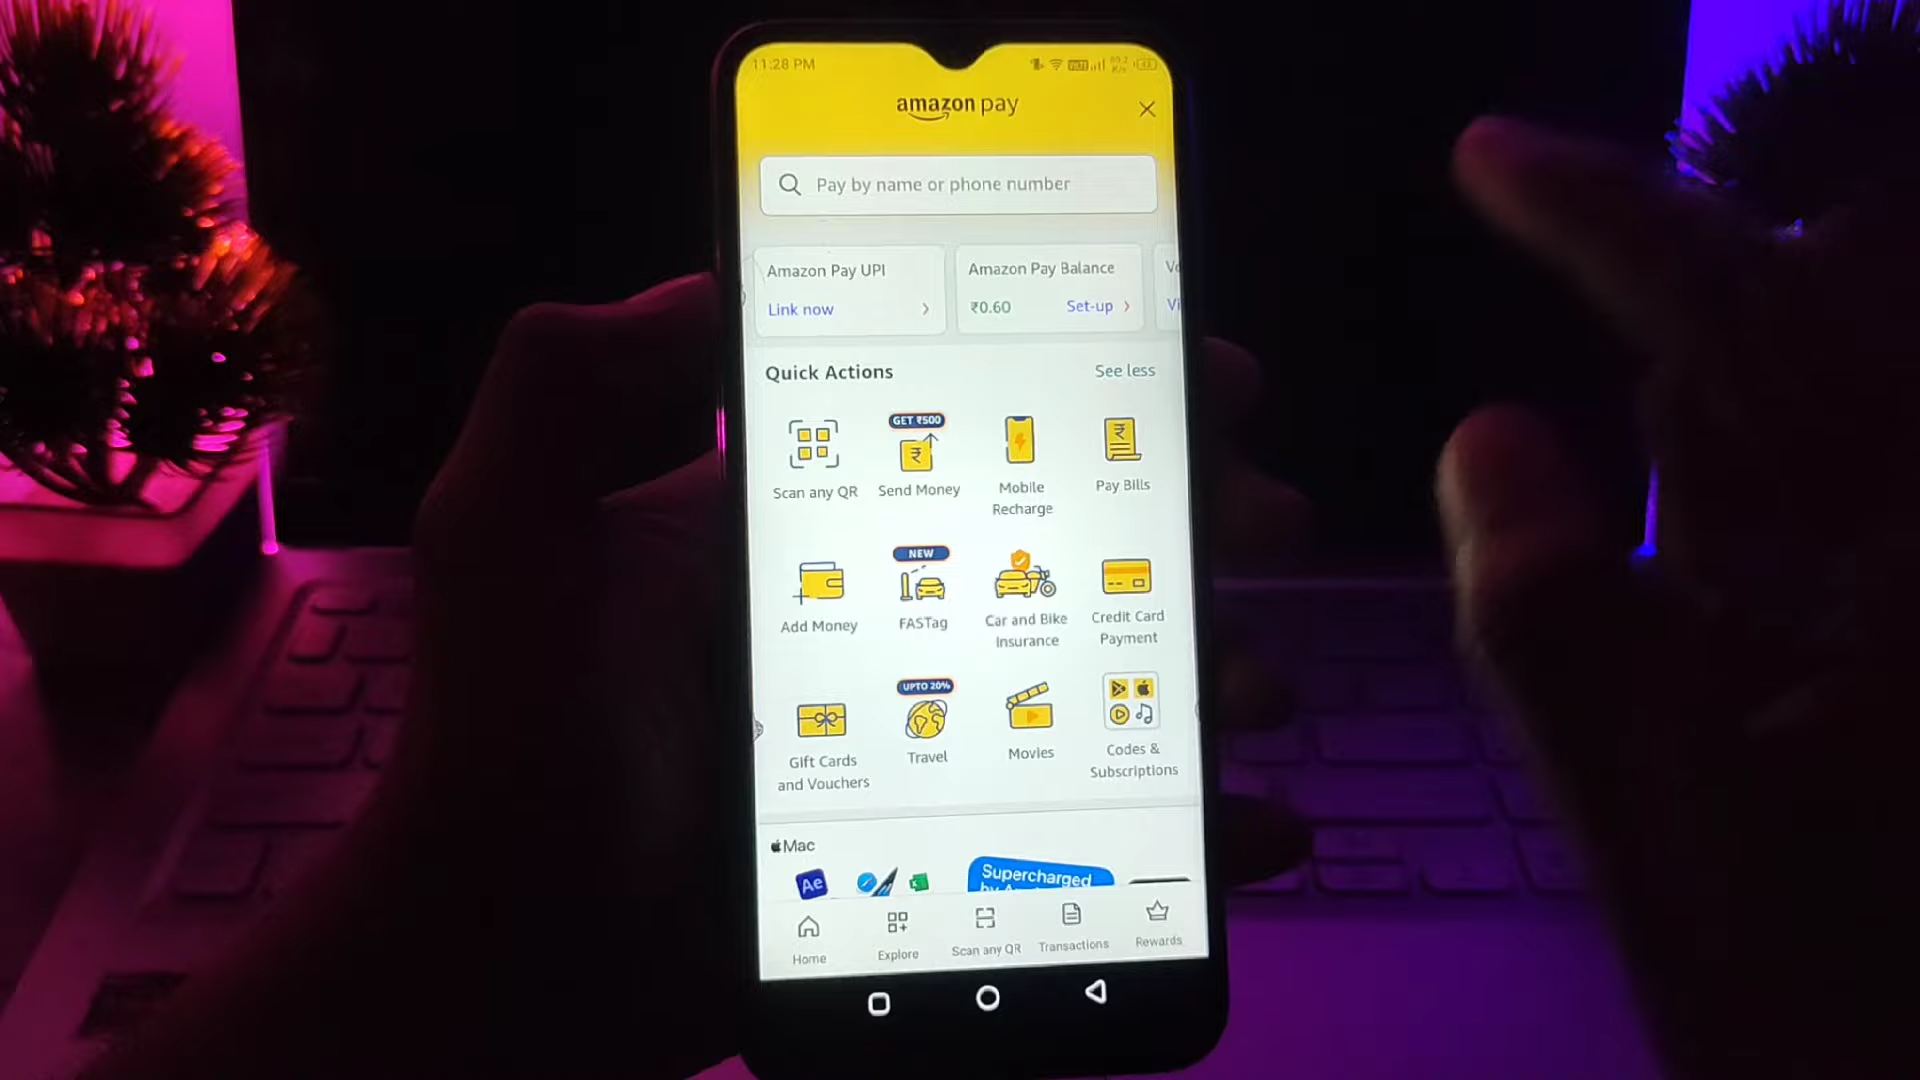 11:28 PM
amazon pay
Pay by name or phone number
Amazon Pay UPI
Link now
Amazon Pay Balance
₹0.60 Set-up
Quick Actions
See less
Scan any QR
GET ₹500
Send Money
Mobile
Recharge
Pay Bills
Add Money
NEW
FASTag
Car and Bike
Insurance
Credit Card
Payment
Gift Cards
and Vouchers
UPTO 20%
Travel
Movies
Codes &
Subscriptions
Mac
Ae
Supercharged
Home
Explore
Scan any QR
Transactions
Rewards